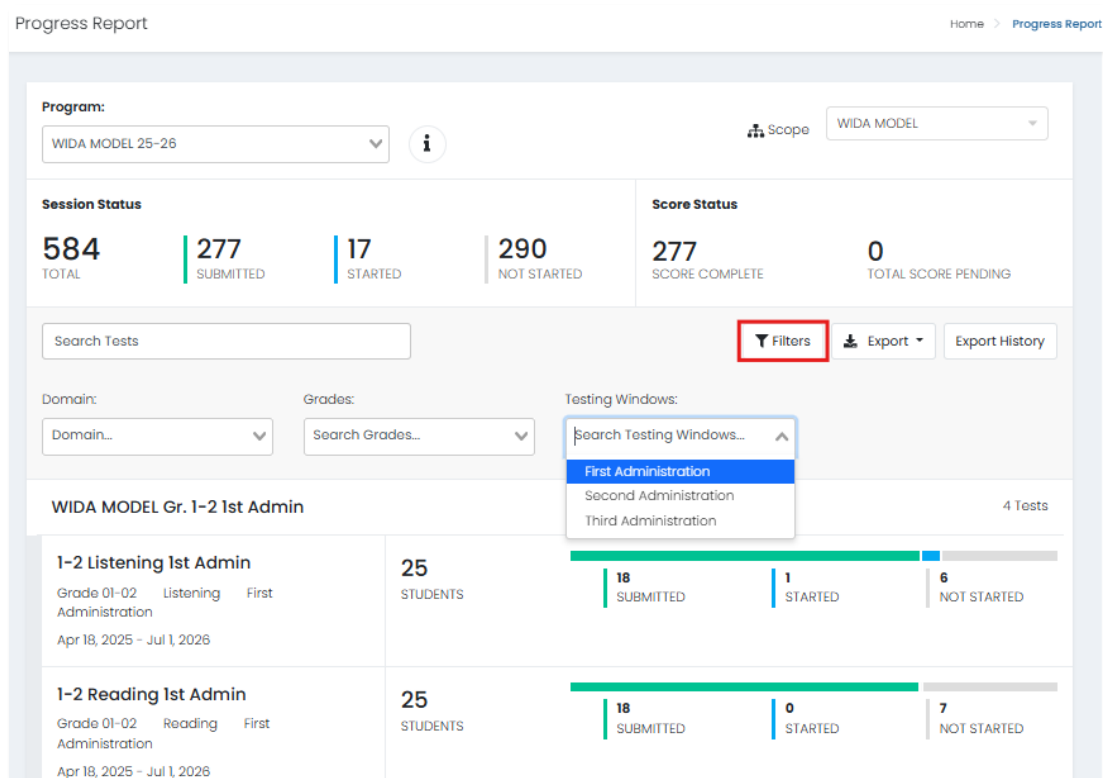 Progress Report
Home > Progress Report
Program:
WIDA MODEL 25-26
i
Scope
WIDA MODEL
Session Status
Score Status
584
TOTAL
277
SUBMITTED
17
STARTED
290
NOT STARTED
277
SCORE COMPLETE
0
TOTAL SCORE PENDING
Search Tests
Filters
Export
Export History
Domain:
Grades:
Testing Windows:
Domain...
Search Grades...
Search Testing Windows...
First Administration
Second Administration
Third Administration
WIDA MODEL Gr. 1-2 1st Admin
4 Tests
1-2 Listening 1st Admin
Grade 01-02 Listening First
Administration
Apr 18, 2025 - Jul 1, 2026
25
STUDENTS
18
SUBMITTED
1
STARTED
6
NOT STARTED
1-2 Reading 1st Admin
Grade 01-02 Reading First
Administration
Apr 18, 2025 - Jul 1, 2026
25
STUDENTS
18
SUBMITTED
0
STARTED
7
NOT STARTED